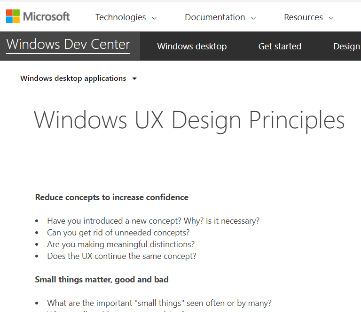 Microsoft Technologies Documentation Resources
Windows Dev Center Windows desktop Get started Design
Windows desktop applications
Windows UX Design Principles
Reduce concepts to increase confidence
• Have you introduced a new concept? Why? Is it necessary?
• Can you get rid of unneeded concepts?
• Are you making meaningful distinctions?
• Does the UX continue the same concept?
Small things matter, good and bad
• What are the important "small things" seen often or by many?